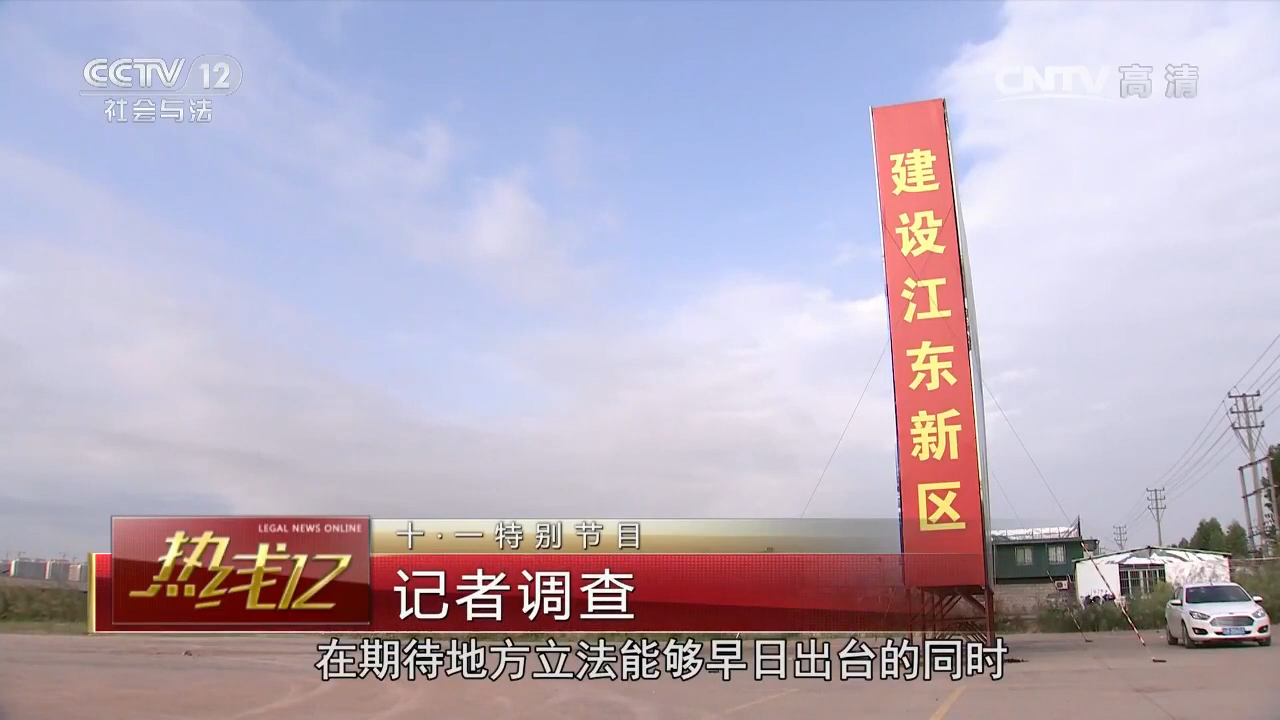 CCTV 12
社会与法
CNTV 高清
建设江东新区
LEGAL NEWS ONLINE
热线12
十·一特别节目
记者调查
在期待地方立法能够早日出台的同时